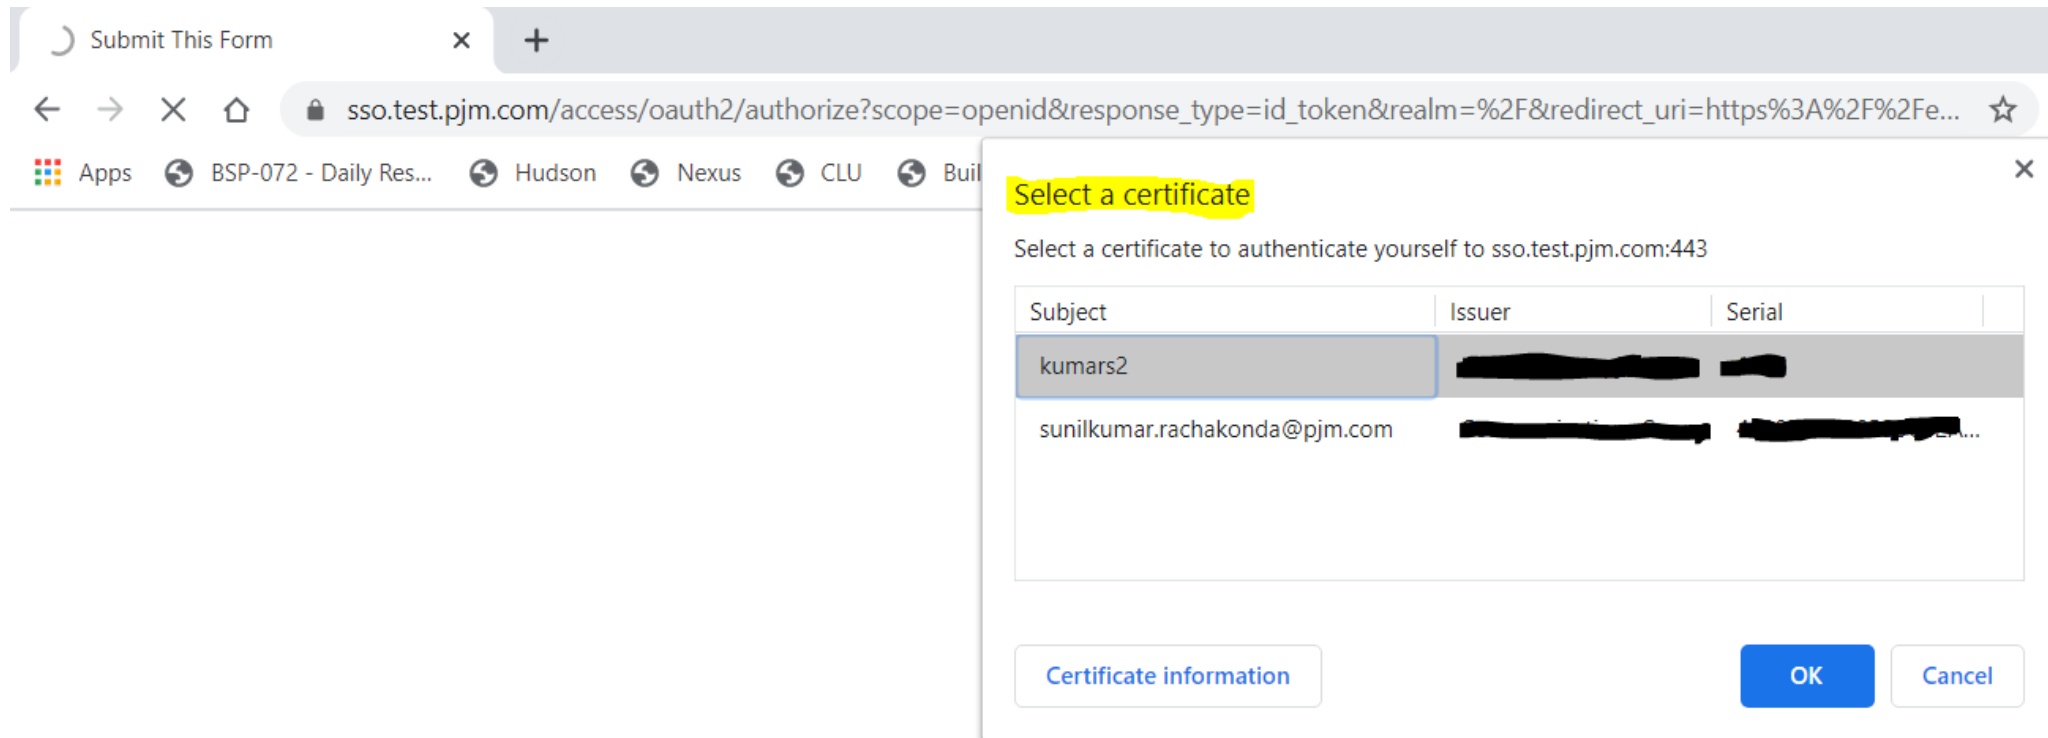 Submit This Form
sso.test.pjm.com/access/oauth2/authorize?scope=openid&response_type=id_token&realm=%2F&redirect_uri=https%3A%2F%2Fe...
Apps BSP-072 - Daily Res... Hudson Nexus CLU Buil
Select a certificate
Select a certificate to authenticate yourself to sso.test.pjm.com:443
Subject Issuer Serial
kumars2
sunilkumar.rachakonda@pjm.com
Certificate information OK Cancel